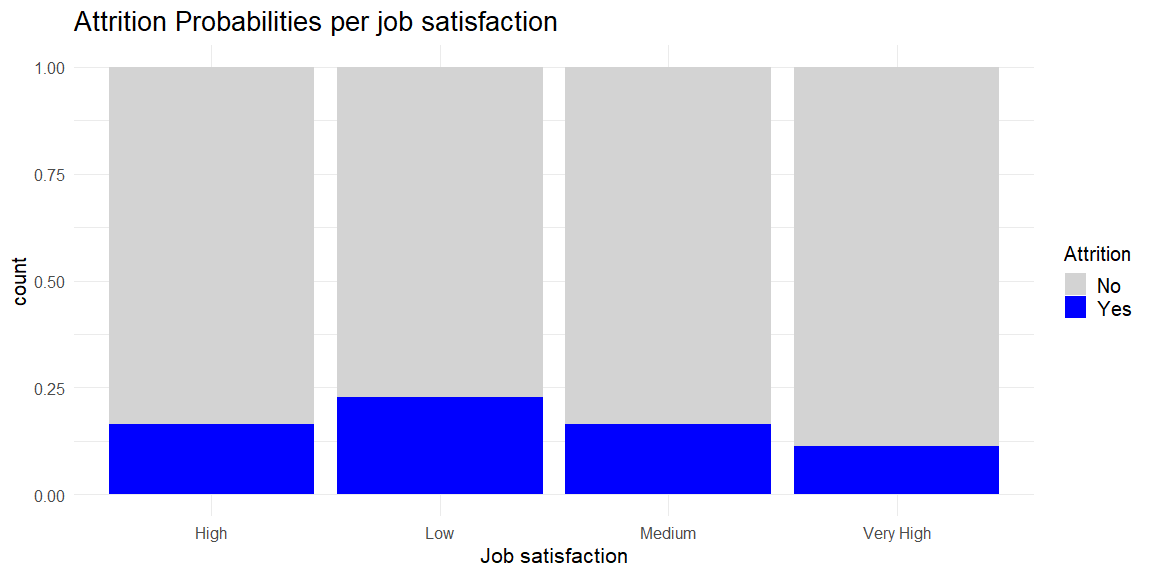 Attrition Probabilities per job satisfaction
1.00
0.75
0.50
0.25
0.00
count
High
Low
Medium
Very High
Job satisfaction
Attrition
No
Yes